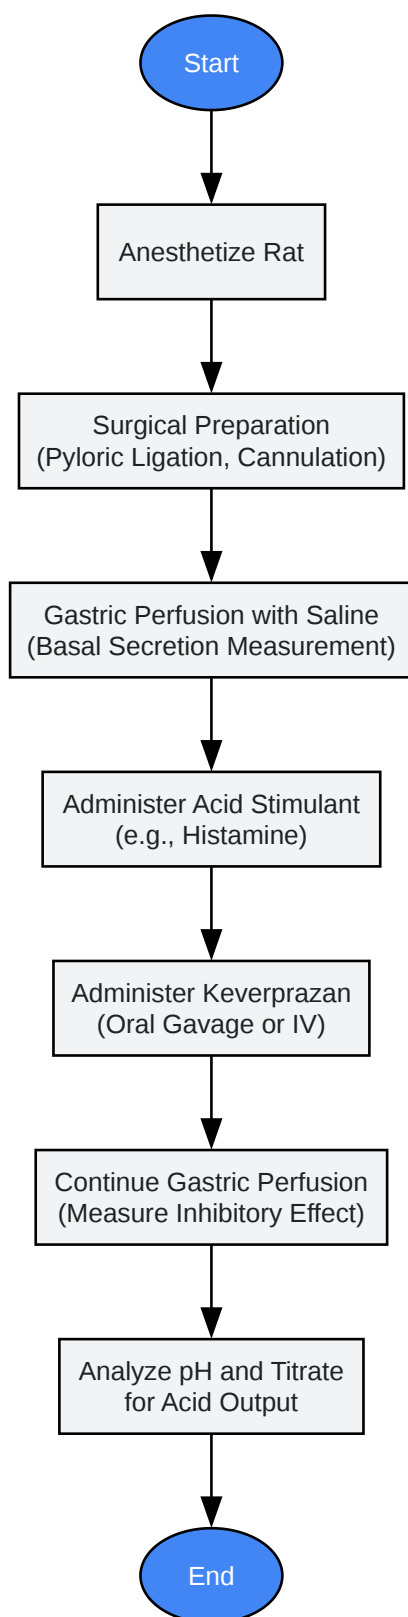 Start
Anesthetize Rat
Surgical Preparation
(Pyloric Ligation, Cannulation)
Gastric Perfusion with Saline
(Basal Secretion Measurement)
Administer Acid Stimulant
(e.g., Histamine)
Administer Keverprazan
(Oral Gavage or IV)
Continue Gastric Perfusion
(Measure Inhibitory Effect)
Analyze pH and Titrate
for Acid Output
End